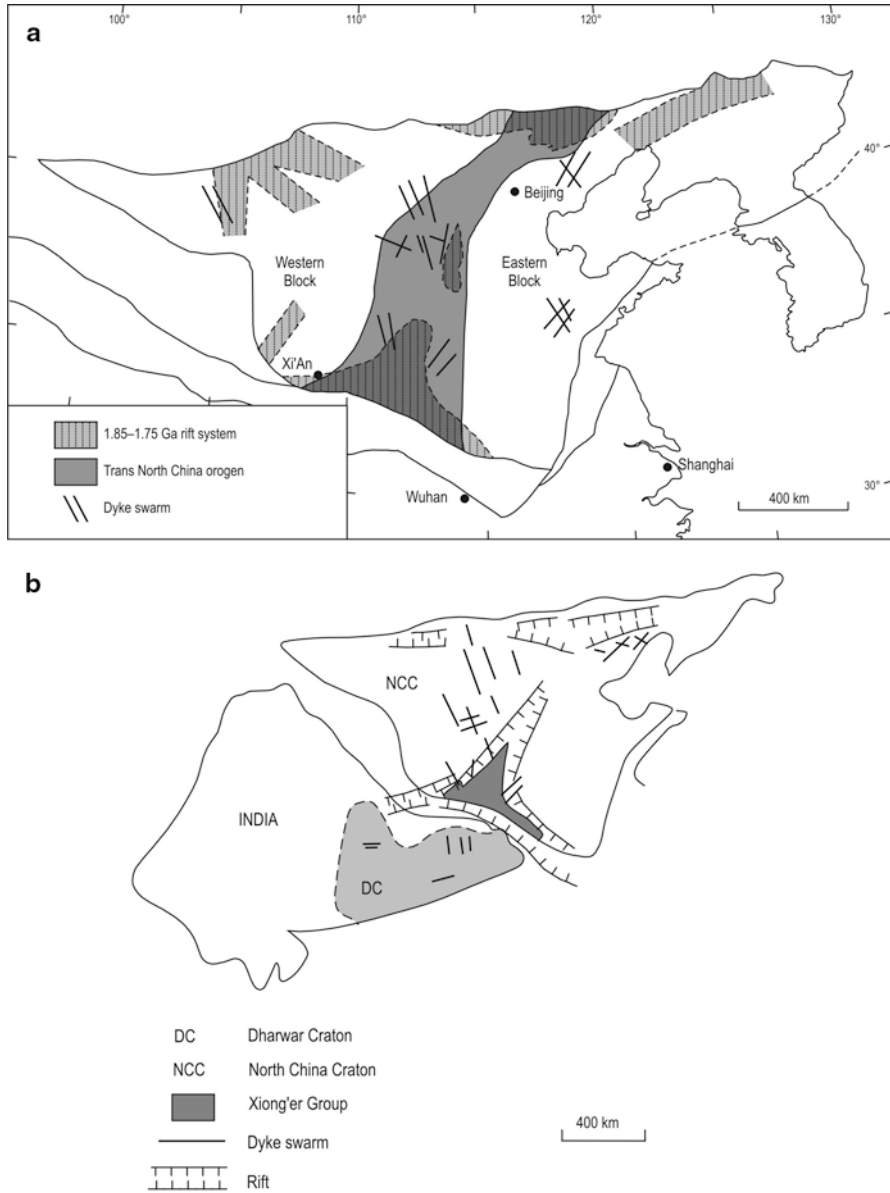 100°
110°
120°
130°
a
40°
Beijing
Western
Block
Eastern
Block
Xi'An
1.85–1.75 Ga rift system
Trans North China orogen
Dyke swarm
Shanghai
Wuhan
30°
400 km
b
NCC
INDIA
DC
DC Dharwar Craton
NCC North China Craton
Xiong'er Group
400 km
Dyke swarm
Rift